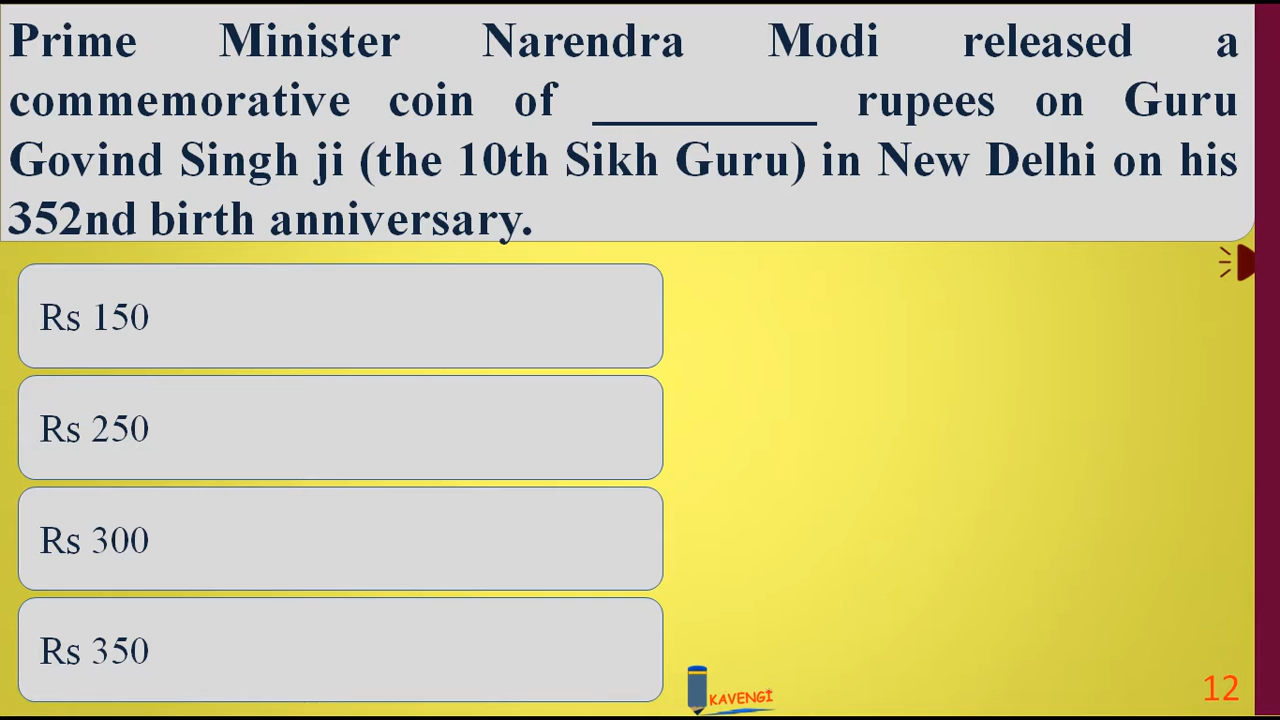 Prime Minister Narendra Modi released a
commemorative coin of __________ rupees on Guru
Govind Singh ji (the 10th Sikh Guru) in New Delhi on his
352nd birth anniversary.
Rs 150
Rs 250
Rs 300
Rs 350
KAVENGI
12